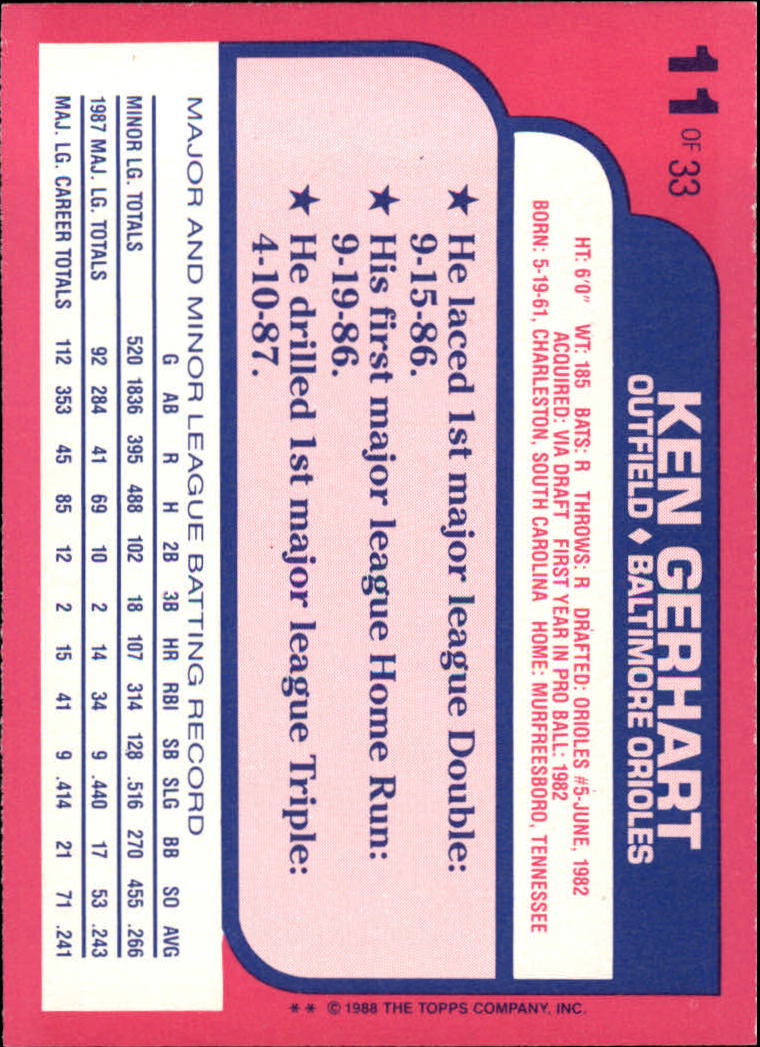 11 OF 33
KEN GERHART
OUTFIELD ♦ BALTIMORE ORIOLES
HT: 6'0" WT: 185 BATS: R THROWS: R DRAFTED: ORIOLES #5-JUNE, 1982
ACQUIRED: VIA DRAFT FIRST YEAR IN PRO BALL: 1982
BORN: 5-19-61, CHARLESTON, SOUTH CAROLINA HOME: MURFREESBORO, TENNESSEE
★ He laced 1st major league Double:
9-15-86.
★ His first major league Home Run:
9-19-86.
★ He drilled 1st major league Triple:
4-10-87.
MAJOR AND MINOR LEAGUE BATTING RECORD
G AB R H 2B 3B HR RBI SB SLG BB SO AVG
MINOR LG. TOTALS 520 1836 395 488 102 18 107 314 128 .516 270 455 .266
1987 MAJ. LG. TOTALS 92 284 41 69 10 2 14 34 9 .440 17 53 .243
MAJ. LG. CAREER TOTALS 112 353 45 85 12 2 15 41 9 .414 21 71 .241
** © 1988 THE TOPPS COMPANY, INC.